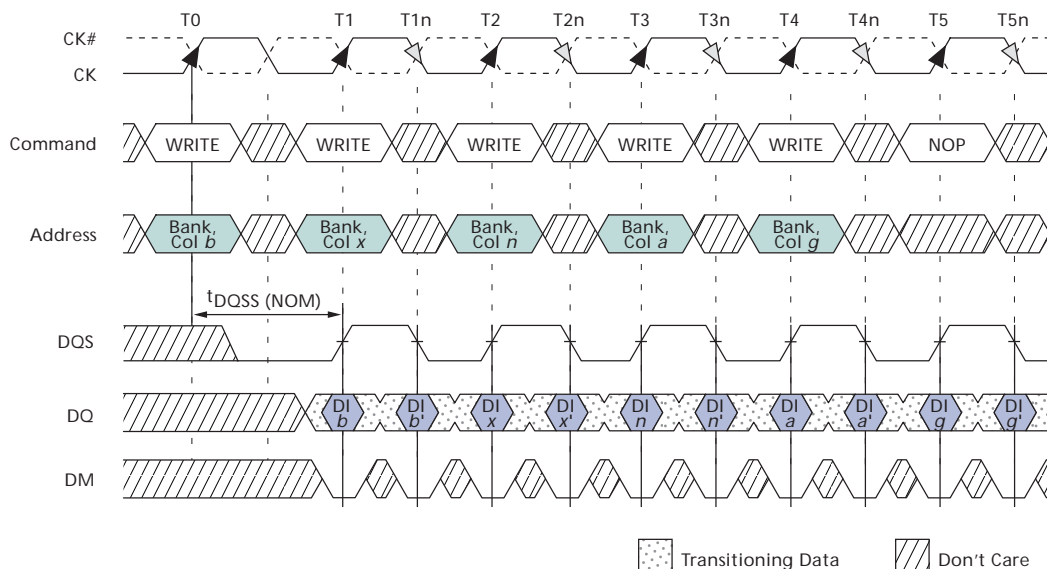 T0 T1 T1n T2 T2n T3 T3n T4 T4n T5 T5n
CK#
CK
Command WRITE WRITE WRITE WRITE WRITE NOP
Address Bank, Col b Bank, Col x Bank, Col n Bank, Col a Bank, Col g
tDQSS (NOM)
DQS
DQ DI b DI b' DI x DI x' DI n DI n' DI a DI a' DI g DI g'
DM
Transitioning Data Don't Care